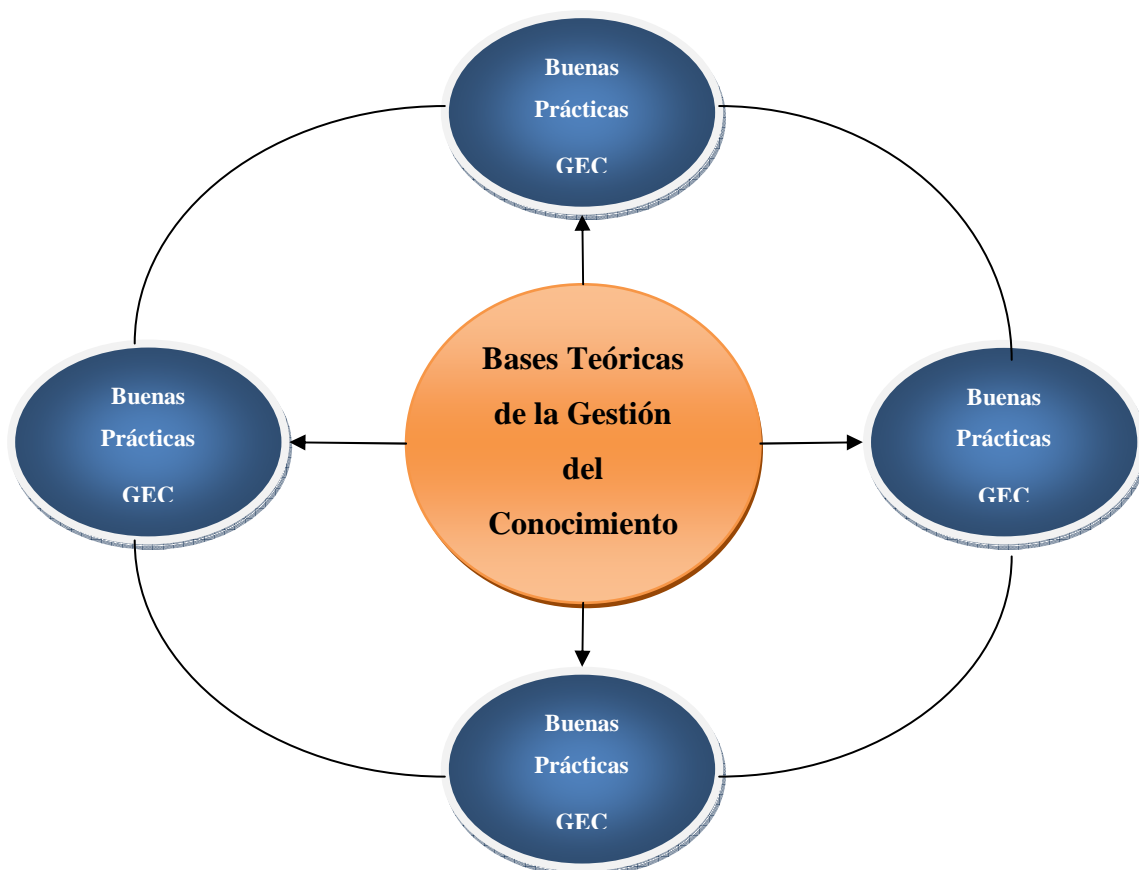 Buenas
Prácticas
GEC
Bases Teóricas
de la Gestión
del
Conocimiento
Buenas
Prácticas
GEC
Buenas
Prácticas
GEC
Buenas
Prácticas
GEC